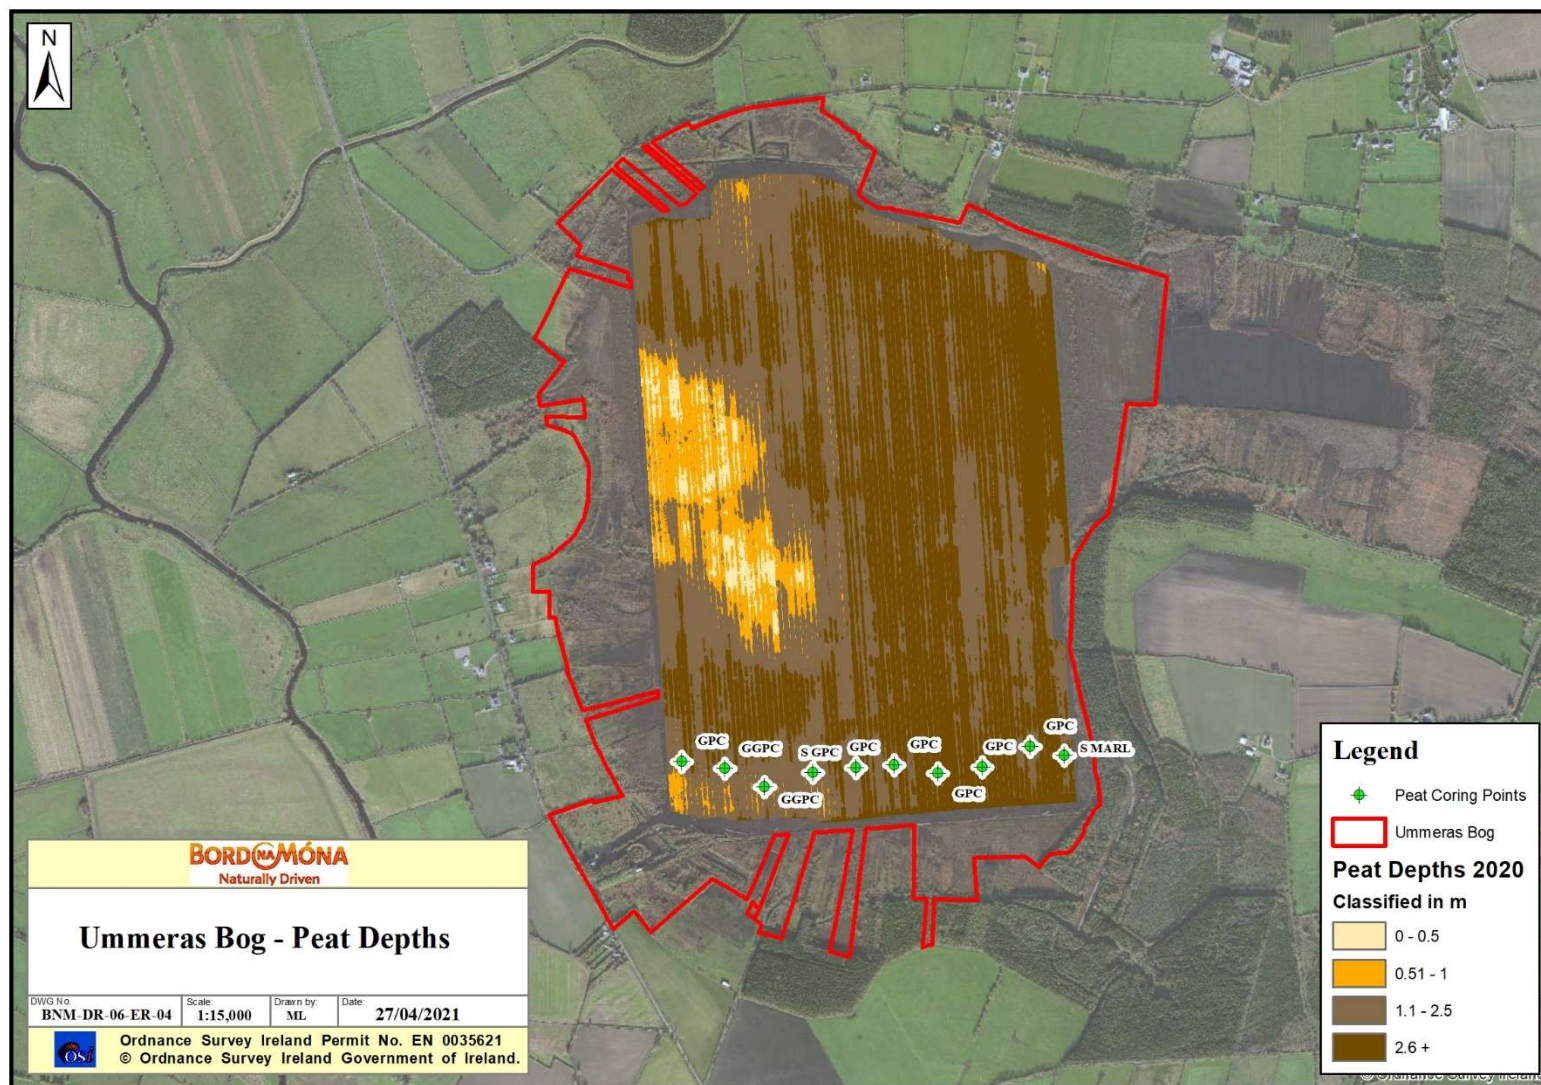 N
GPC
GGPC
GGPC
S GPC
GPC
GPC
GPC
GPC
GPC
S MARL
Legend
Peat Coring Points
Ummeras Bog
Peat Depths 2020
Classified in m
0 - 0.5
0.51 - 1
1.1 - 2.5
2.6 +
BORD NA MÓNA
Naturally Driven
Ummeras Bog - Peat Depths
DWG No. Scale: Drawn by: Date:
BNM-DR-06-ER-04 1:15,000 ML 27/04/2021
Osi
Ordnance Survey Ireland Permit No. EN 0035621
© Ordnance Survey Ireland Government of Ireland.
© Ordnance Survey Ireland